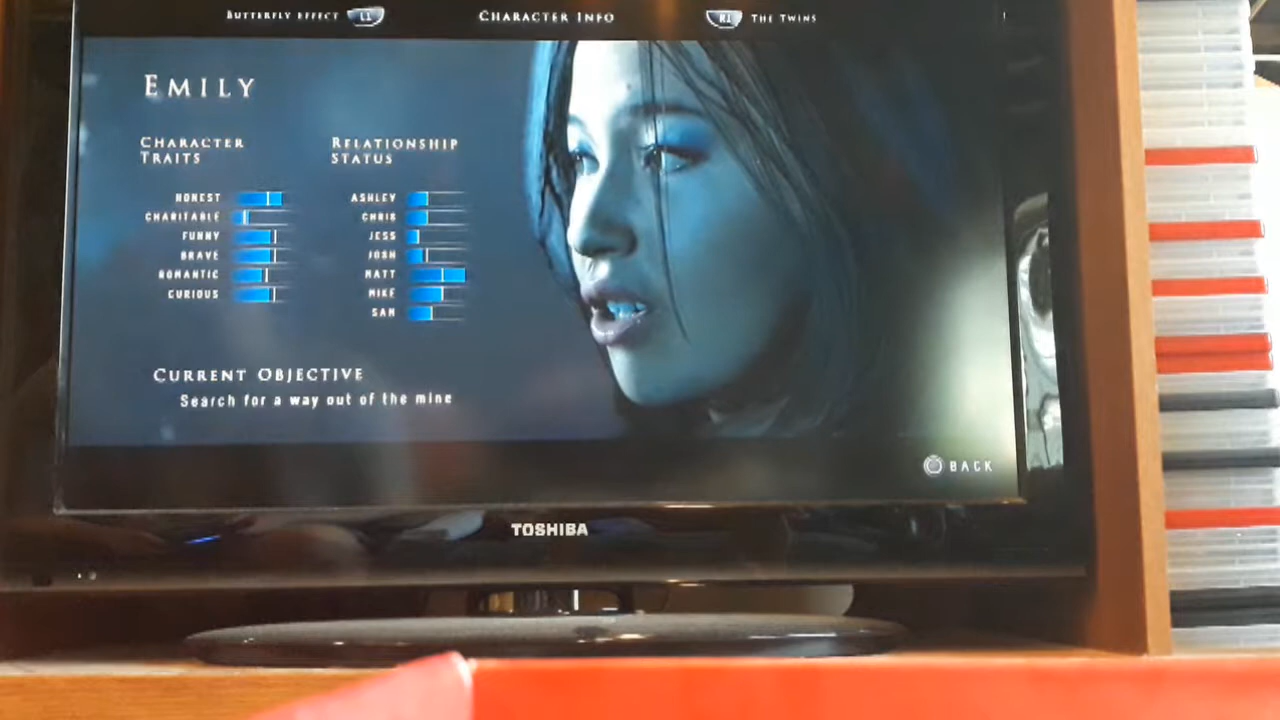 BUTTERFLY EFFECT L1 CHARACTER INFO R1 THE TWINS
EMILY
CHARACTER TRAITS
HONEST
CHARITABLE
FUNNY
BRAVE
ROMANTIC
CURIOUS
RELATIONSHIP STATUS
ASHLEY
CHRIS
JESS
JOSH
MATT
MIKE
SAM
CURRENT OBJECTIVE
Search for a way out of the mine
BACK
TOSHIBA